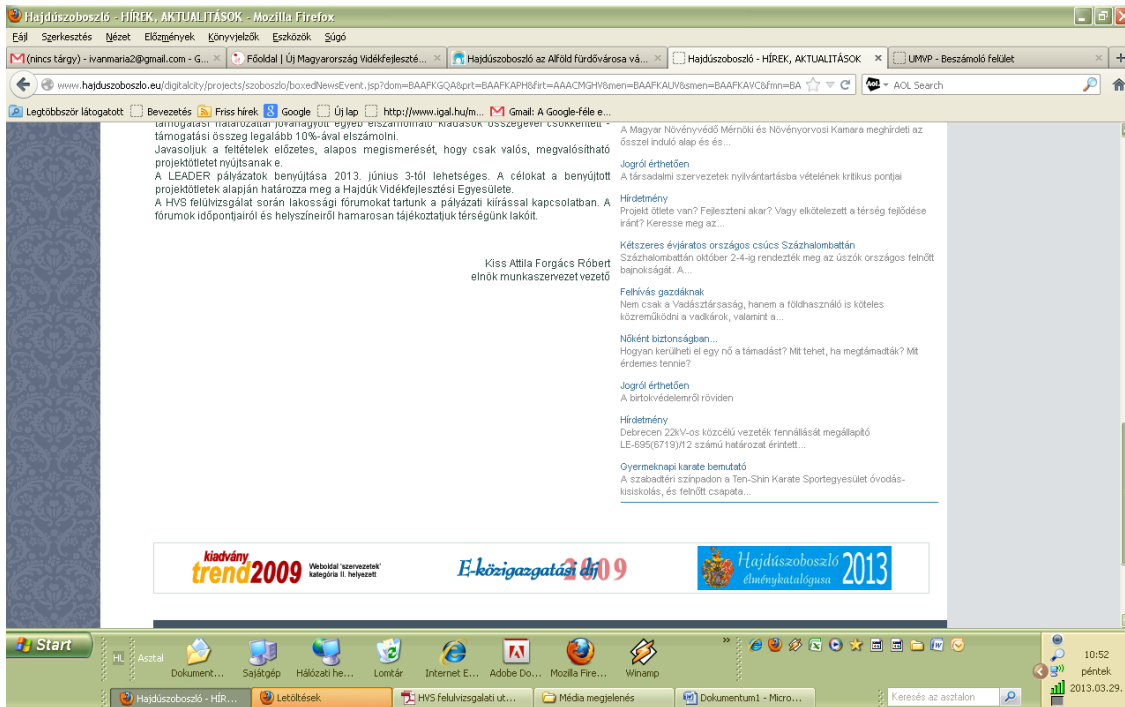 Hajdúszoboszló - HÍREK, AKTUALITÁSOK - Mozilla Firefox
Fájl Szerkesztés Nézet Előzmények Könyvjelzők Eszközök Súgó
(nincs tárgy) - ivanmaria2@gmail.com - G...
Főoldal | Új Magyarország Vidékfejleszté...
Hajdúszoboszló az Alföld fürdővárosa vá...
Hajdúszoboszló - HÍREK, AKTUALITÁSOK
UMVP - Beszámoló felület
www.hajduszoboszlo.eu/digitalcity/projects/szoboszlo/boxedNewsEvent.jsp?dom=BAAFKGQA&prt=BAAFKAPH&firt=AAACMGHV&men=BAAFKAUV&smen=BAAFKAVC&fmn=BA
AOL Search
Legtöbbször látogatott Bevezetés Friss hírek Google Új lap http://www.igal.hu/m... Gmail: A Google-féle e...
támogatási határozattal jóváhagyott egyéb elszámolható kiadások összegével csökkentett -
támogatási összeg legalább 10%-ával elszámolni.
Javasoljuk a feltételek előzetes, alapos megismerését, hogy csak valós, megvalósítható
projektötletet nyújtsanak e.
A LEADER pályázatok benyújtása 2013. június 3-tól lehetséges. A célokat a benyújtott
projektötletek alapján határozza meg a Hajdúk Vidékfejlesztési Egyesülete.
A HVS felülvizsgálat során lakossági fórumokat tartunk a pályázati kiírással kapcsolatban. A
fórumok időpontjairól és helyszíneiről hamarosan tájékoztatjuk térségünk lakóit.
Kiss Attila Forgács Róbert
elnök munkaszervezet vezető
A Magyar Növényvédő Mérnöki és Növényorvosi Kamara meghirdeti az
ősszel induló alap és és...
Jogról érthetően
A társadalmi szervezetek nyilvántartásba vételének kritikus pontjai
Hirdetmény
Projekt ötlete van? Fejleszteni akar? Vagy elkötelezett a térség fejlődése
iránt? Keresse meg az...
Kétszeres évjáratos országos csúcs Százhalombattán
Százhalombattán október 2-4-ig rendezték meg az úszók országos felnőtt
bajnokságát. A...
Felhívás gazdáknak
Nem csak a Vadásztársaság, hanem a földhasználó is köteles
közreműködni a vadkárok, valamint a...
Nőként biztonságban...
Hogyan kerülheti el egy nő a támadást? Mit tehet, ha megtámadták? Mit
érdemes tennie?
Jogról érthetően
A birtokvédelemről röviden
Hirdetmény
Debrecen 22kV-os közcélú vezeték fennállását megállapító
LE-695(6719)/12 számú határozat érintett...
Gyermeknapi karate bemutató
A szabadtéri színpadon a Ten-Shin Karate Sportegyesület óvodás-
kisiskolás, és felnőtt csapata...
kiadvány
trend2009
Weboldal 'szervezetek'
kategória II. helyezett
E-közigazgatási díj 2009
Hajdúszoboszló
élménykatalógusa 2013
Start
HL
Asztal
Dokument... Sajátgép Hálózati he... Lomtár Internet E... Adobe Do... Mozilla Fire... Winamp
»
10:52
péntek
2013.03.29.
Hajdúszoboszló - HÍR... Letöltések HVS felulvizsgalati ut... Média megjelenés Dokumentum1 - Micro... Keresés az asztalon